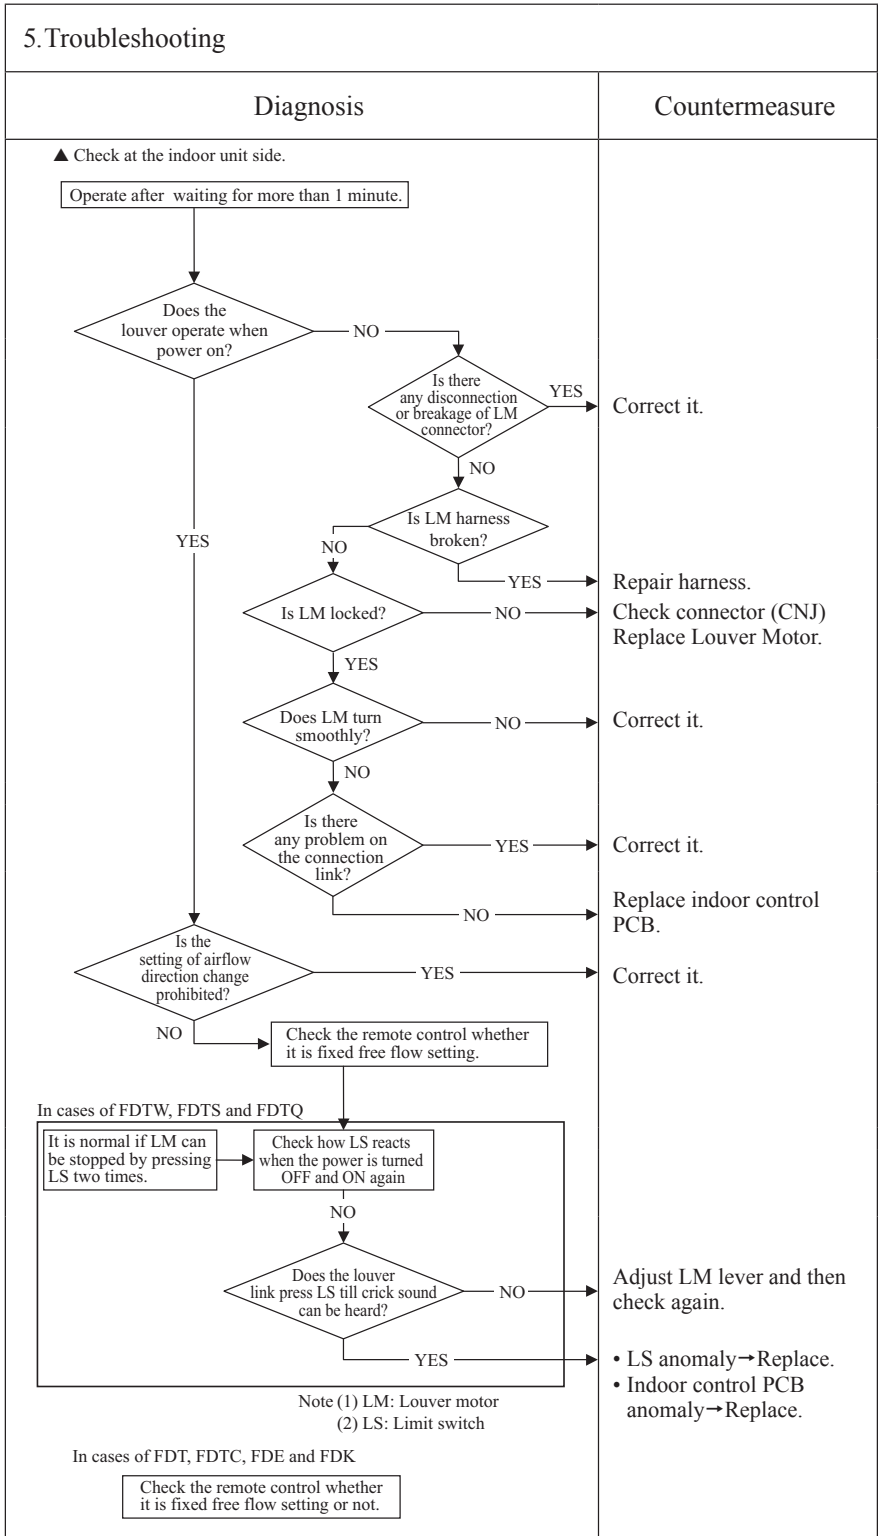 5.Troubleshooting
Diagnosis
Countermeasure
▲ Check at the indoor unit side.
Operate after waiting for more than 1 minute.
Does the
louver operate when
power on?
NO
Is there
any disconnection
or breakage of LM
connector?
YES
Correct it.
NO
Is LM harness
broken?
YES
NO
YES
Repair harness.
Is LM locked?
NO
Check connector (CNJ)
Replace Louver Motor.
YES
Does LM turn
smoothly?
NO
Correct it.
NO
Is there
any problem on
the connection
link?
YES
Correct it.
NO
Replace indoor control
PCB.
Is the
setting of airflow
direction change
prohibited?
YES
Correct it.
NO
Check the remote control whether
it is fixed free flow setting.
In cases of FDTW, FDTS and FDTQ
It is normal if LM can
be stopped by pressing
LS two times.
Check how LS reacts
when the power is turned
OFF and ON again
NO
Does the louver
link press LS till crick sound
can be heard?
NO
Adjust LM lever and then
check again.
YES
• LS anomaly→Replace.
• Indoor control PCB
anomaly→Replace.
Note (1) LM: Louver motor
(2) LS: Limit switch
In cases of FDT, FDTC, FDE and FDK
Check the remote control whether
it is fixed free flow setting or not.